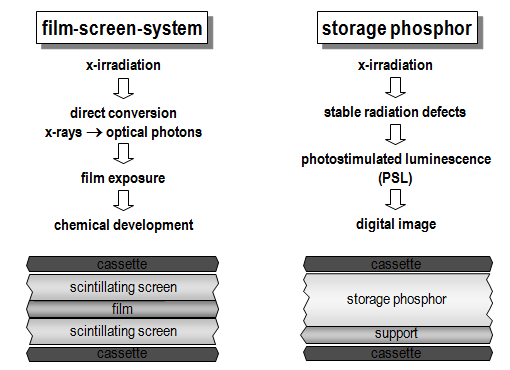 film-screen-system
x-irradiation
direct conversion
x-rays → optical photons
film exposure
chemical development
cassette
scintillating screen
film
scintillating screen
cassette
storage phosphor
x-irradiation
stable radiation defects
photostimulated luminescence
(PSL)
digital image
cassette
storage phosphor
support
cassette